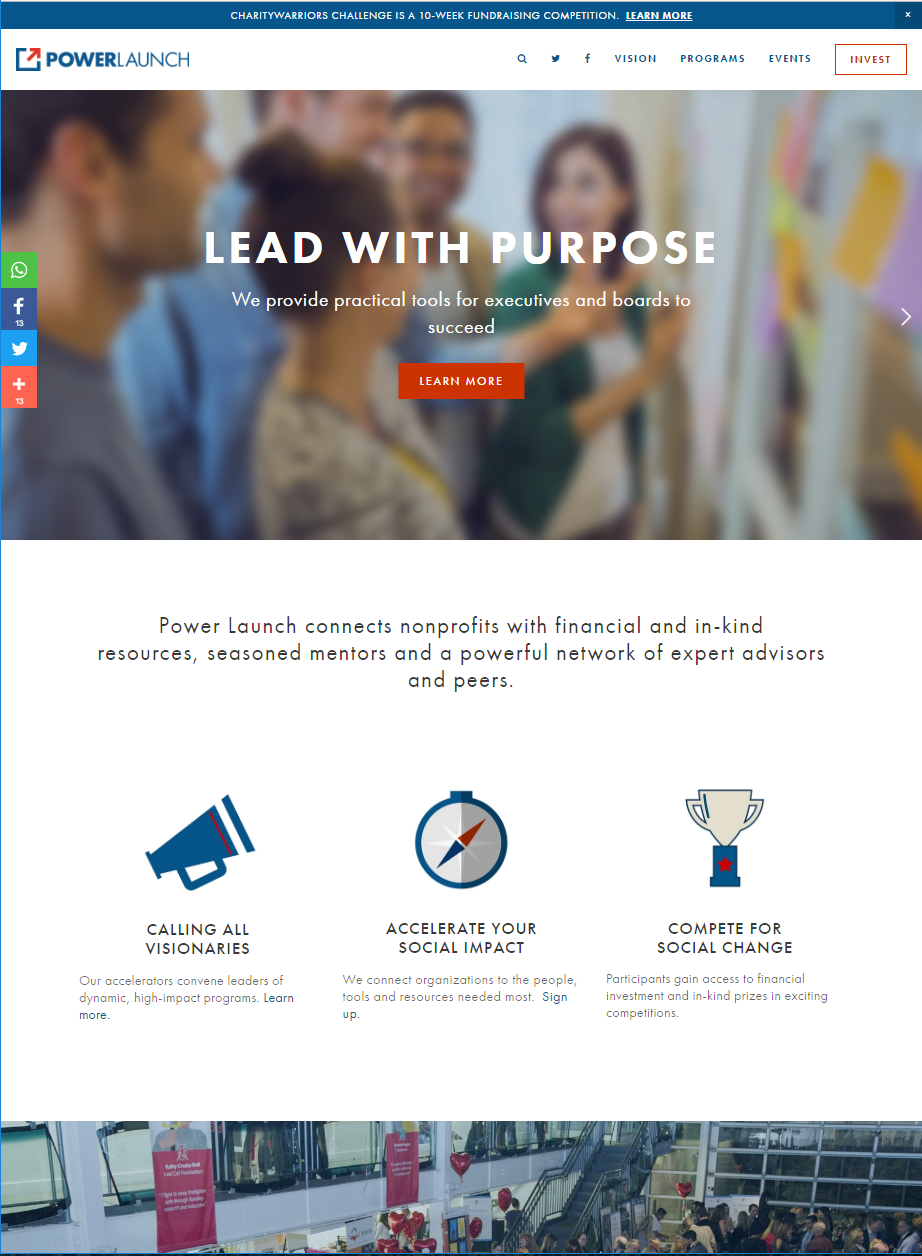 CHARITYWARRIORS CHALLENGE IS A 10-WEEK FUNDRAISING COMPETITION. LEARN MORE ×
POWERLAUNCH
VISION PROGRAMS EVENTS INVEST
LEAD WITH PURPOSE
We provide practical tools for executives and boards to
succeed
LEARN MORE
13
13
Power Launch connects nonprofits with financial and in-kind
resources, seasoned mentors and a powerful network of expert advisors
and peers.
CALLING ALL
VISIONARIES
Our accelerators convene leaders of
dynamic, high-impact programs. Learn
more.
ACCELERATE YOUR
SOCIAL IMPACT
We connect organizations to the people,
tools and resources needed most. Sign
up.
COMPETE FOR
SOCIAL CHANGE
Participants gain access to financial
investment and in-kind prizes in exciting
competitions.
Last Call Foundation